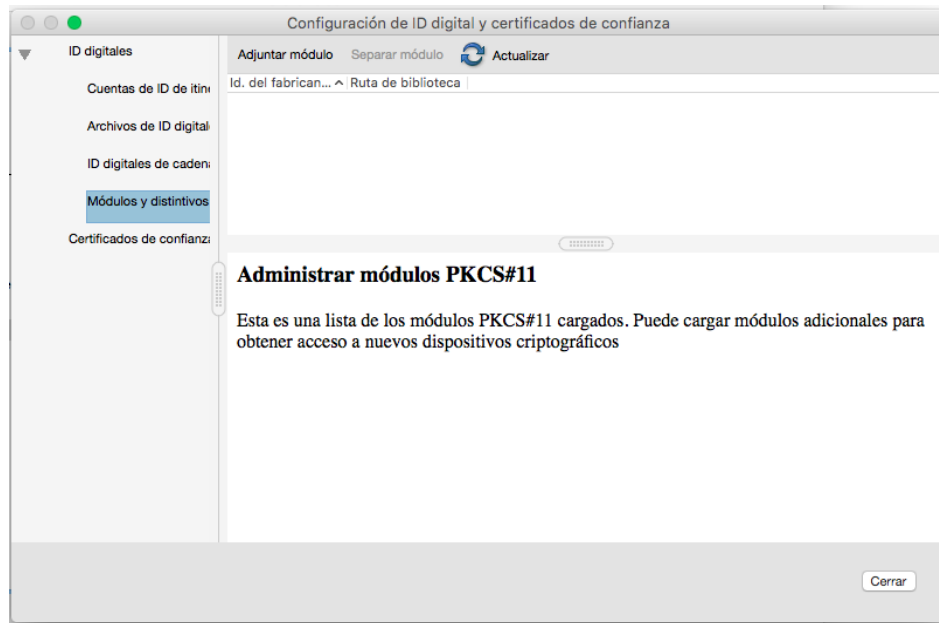 Configuración de ID digital y certificados de confianza
ID digitales
Adjuntar módulo Separar módulo Actualizar
Id. del fabrican... Ruta de biblioteca
Cuentas de ID de itin
Archivos de ID digital
ID digitales de caden
Módulos y distintivos
Certificados de confianza
Administrar módulos PKCS#11
Esta es una lista de los módulos PKCS#11 cargados. Puede cargar módulos adicionales para
obtener acceso a nuevos dispositivos criptográficos
Cerrar